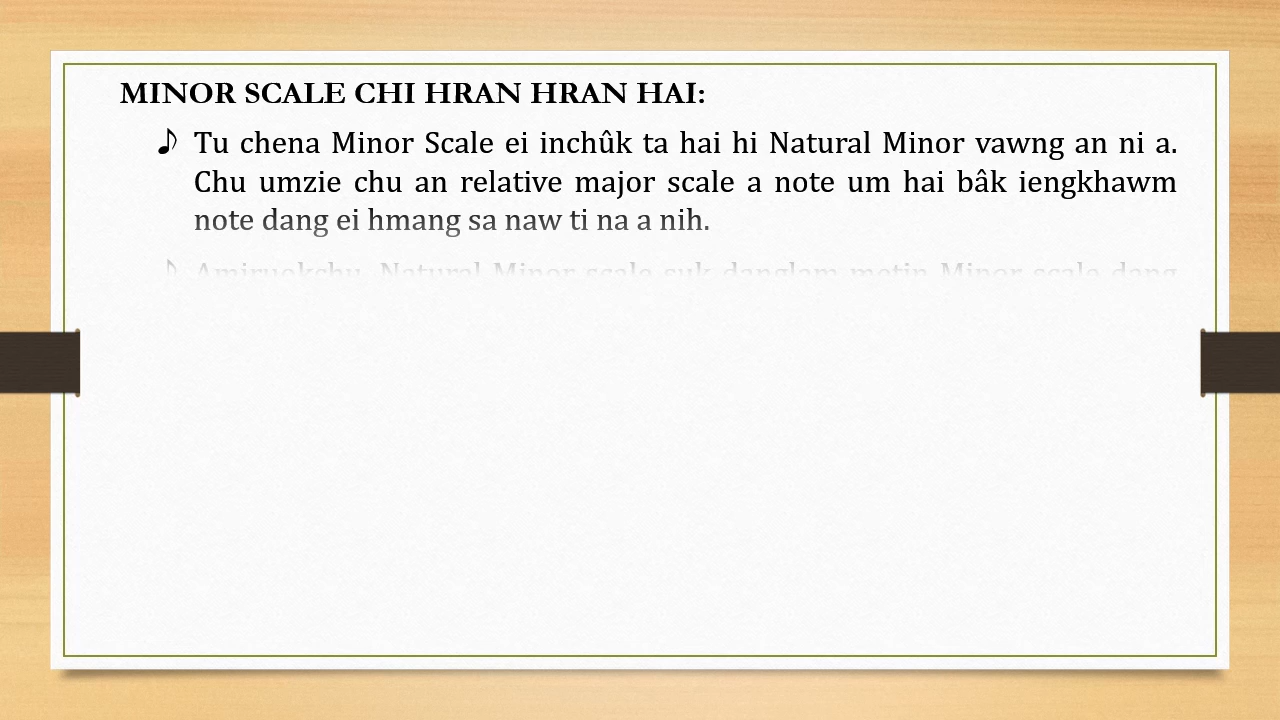 MINOR SCALE CHI HRAN HRAN HAI:
♪ Tu chena Minor Scale ei inchûk ta hai hi Natural Minor vawng an ni a.
Chu umzie chu an relative major scale a note um hai bâk iengkhawm
note dang ei hmang sa naw ti na a nih.
♪ Amiruokchu, Natural Minor scale suk danglam metin Minor scale dang